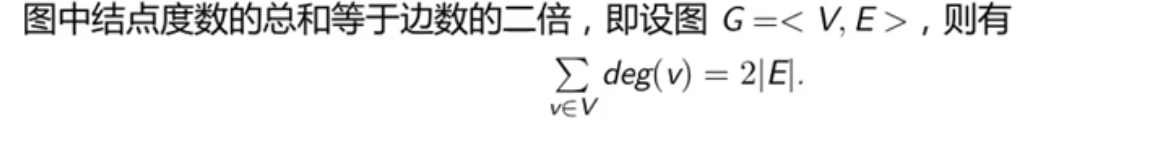 图中结点度数的总和等于边数的二倍，即设图 G =< V, E >，则有
∑ deg(v) = 2|E|.
v∈V